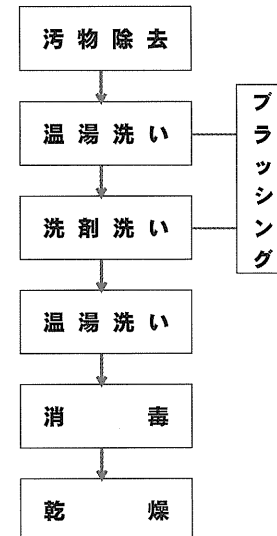 汚物除去
温湯洗い
ブラッシング
洗剤洗い
温湯洗い
消毒
乾燥